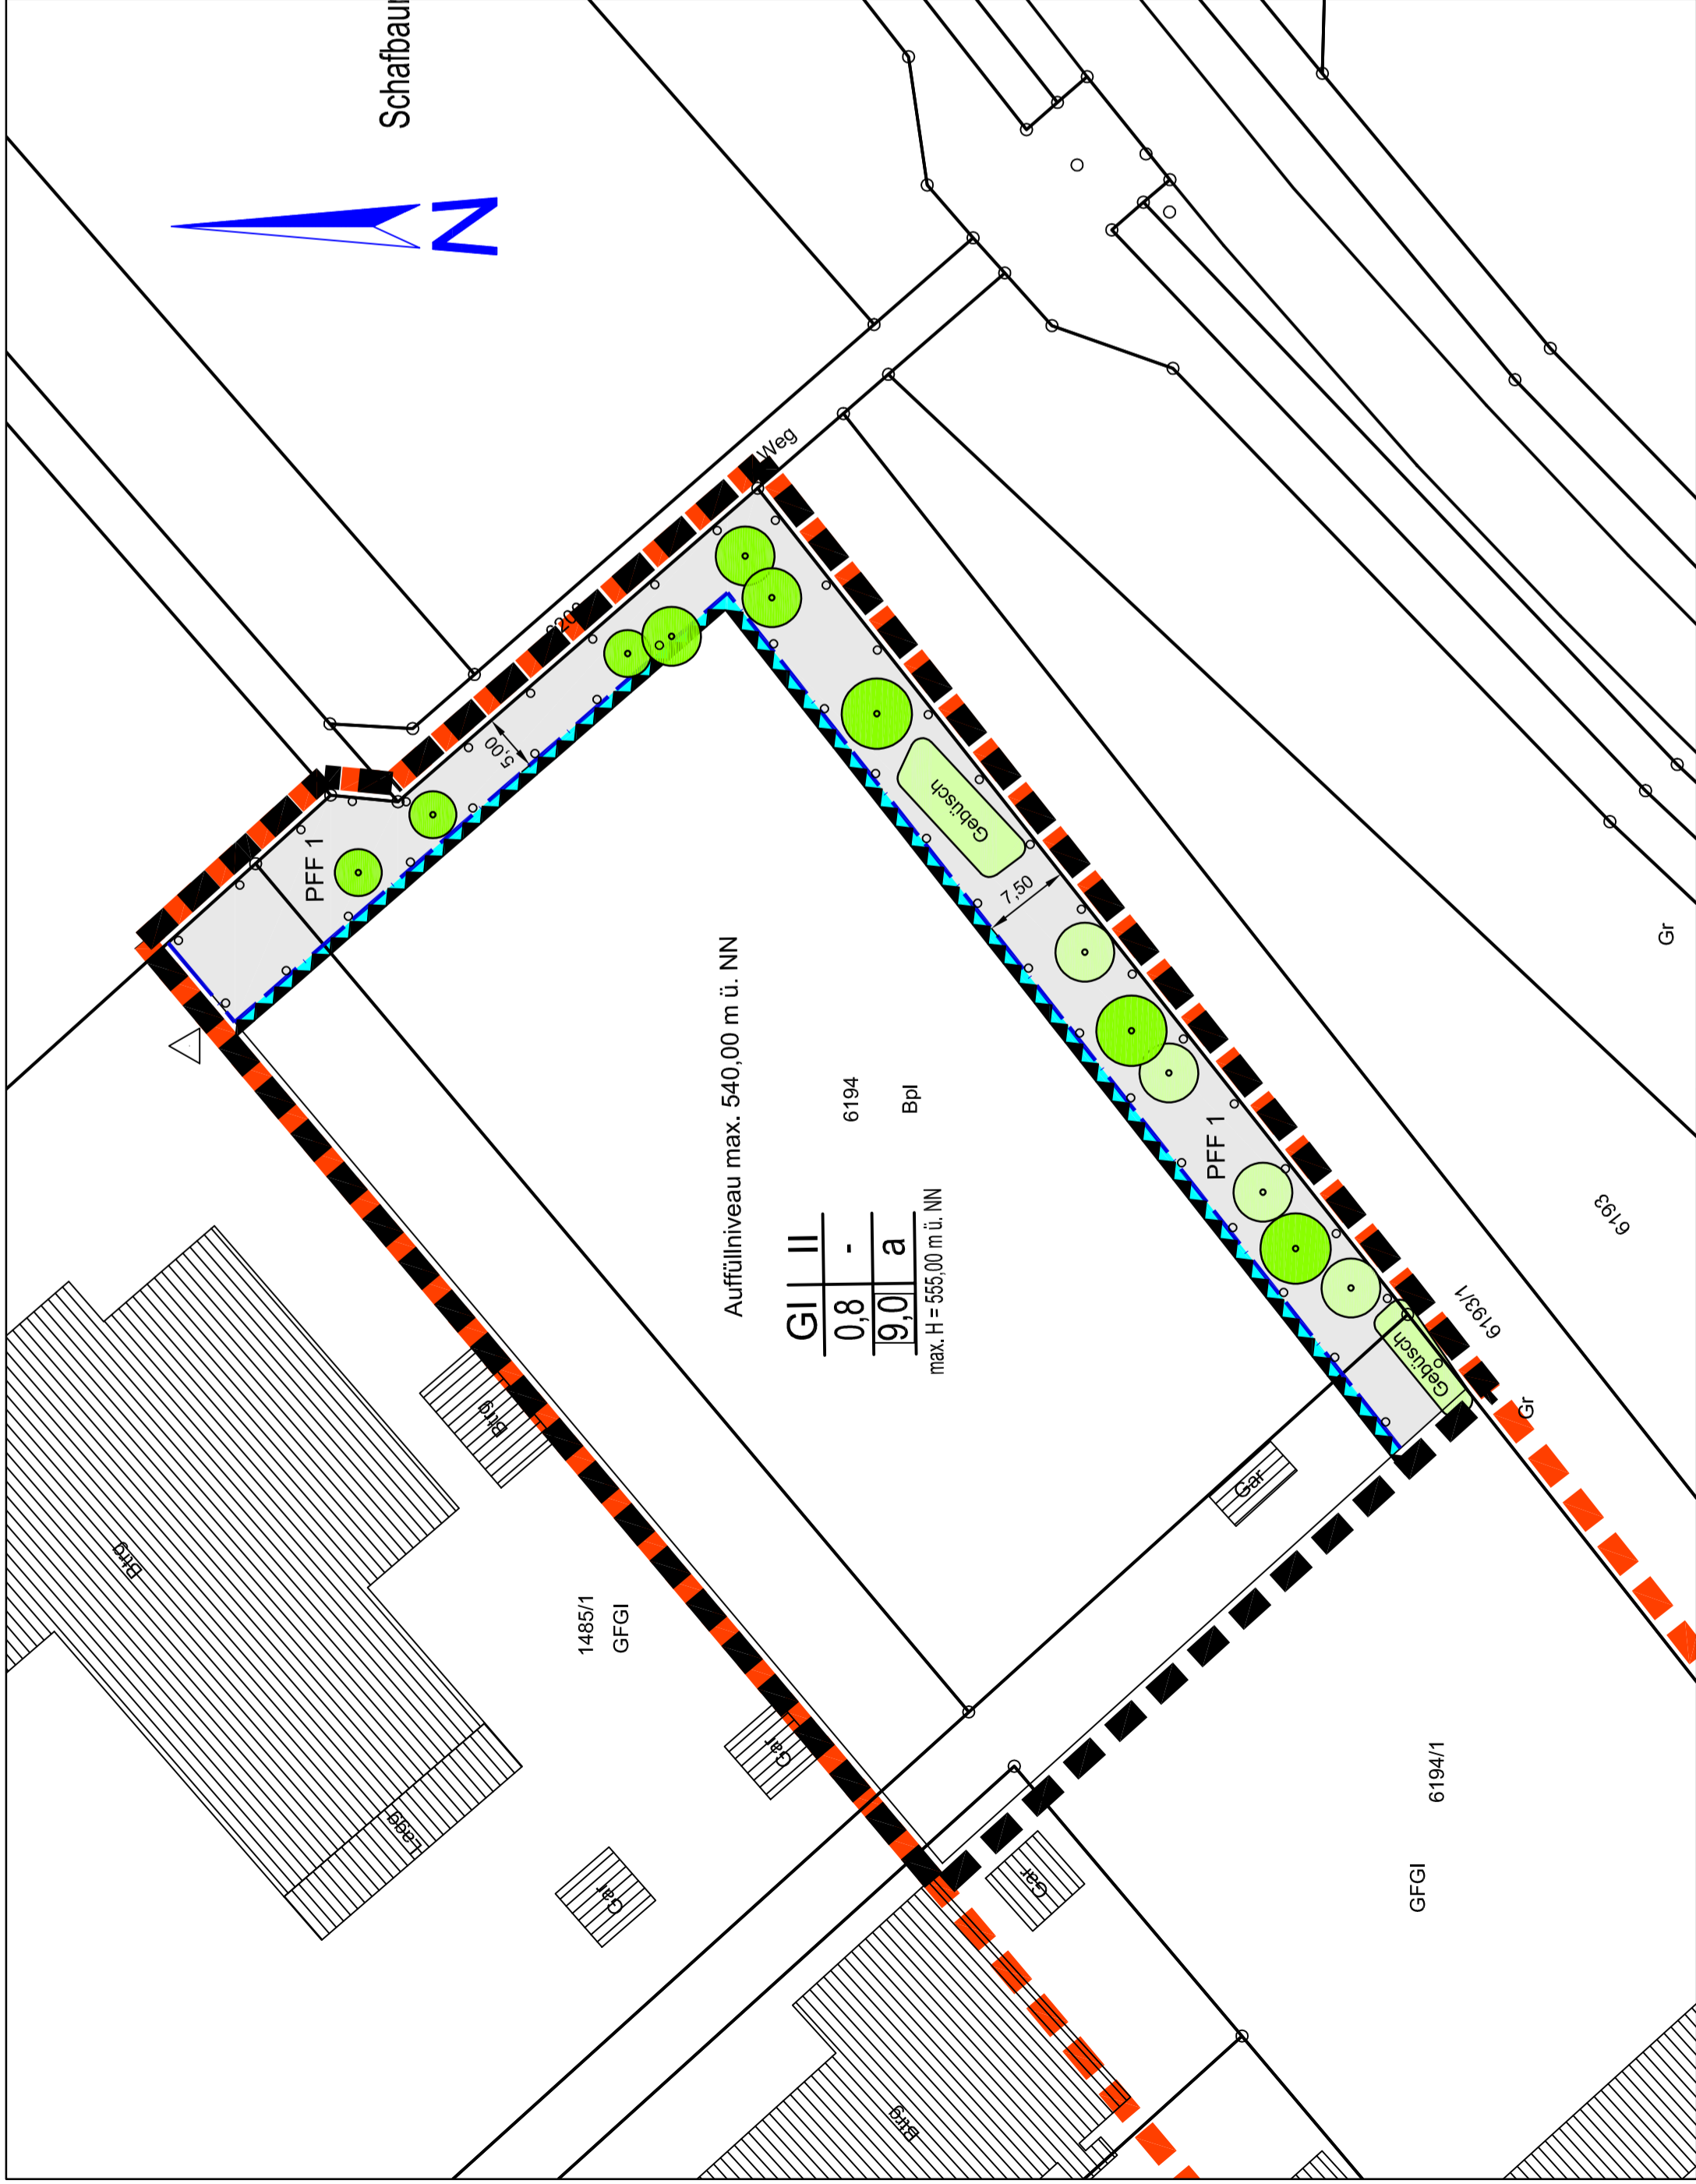 Schafbaum
N
Weg
5,00
PFF 1
Gebüsch
7,50
Gr
Auffüllniveau max. 540,00 m ü. NN
6194
Bpl
PFF 1
GI II
0,8 -
9,0 a
max. H = 555,00 m ü. NN
6193
6193/1
Gebüsch
Gr
Btrg
Btrg
Gar
1485/1
GFGI
Gar
Lagg
Gar
Gar
6194/1
GFGI
Btrg